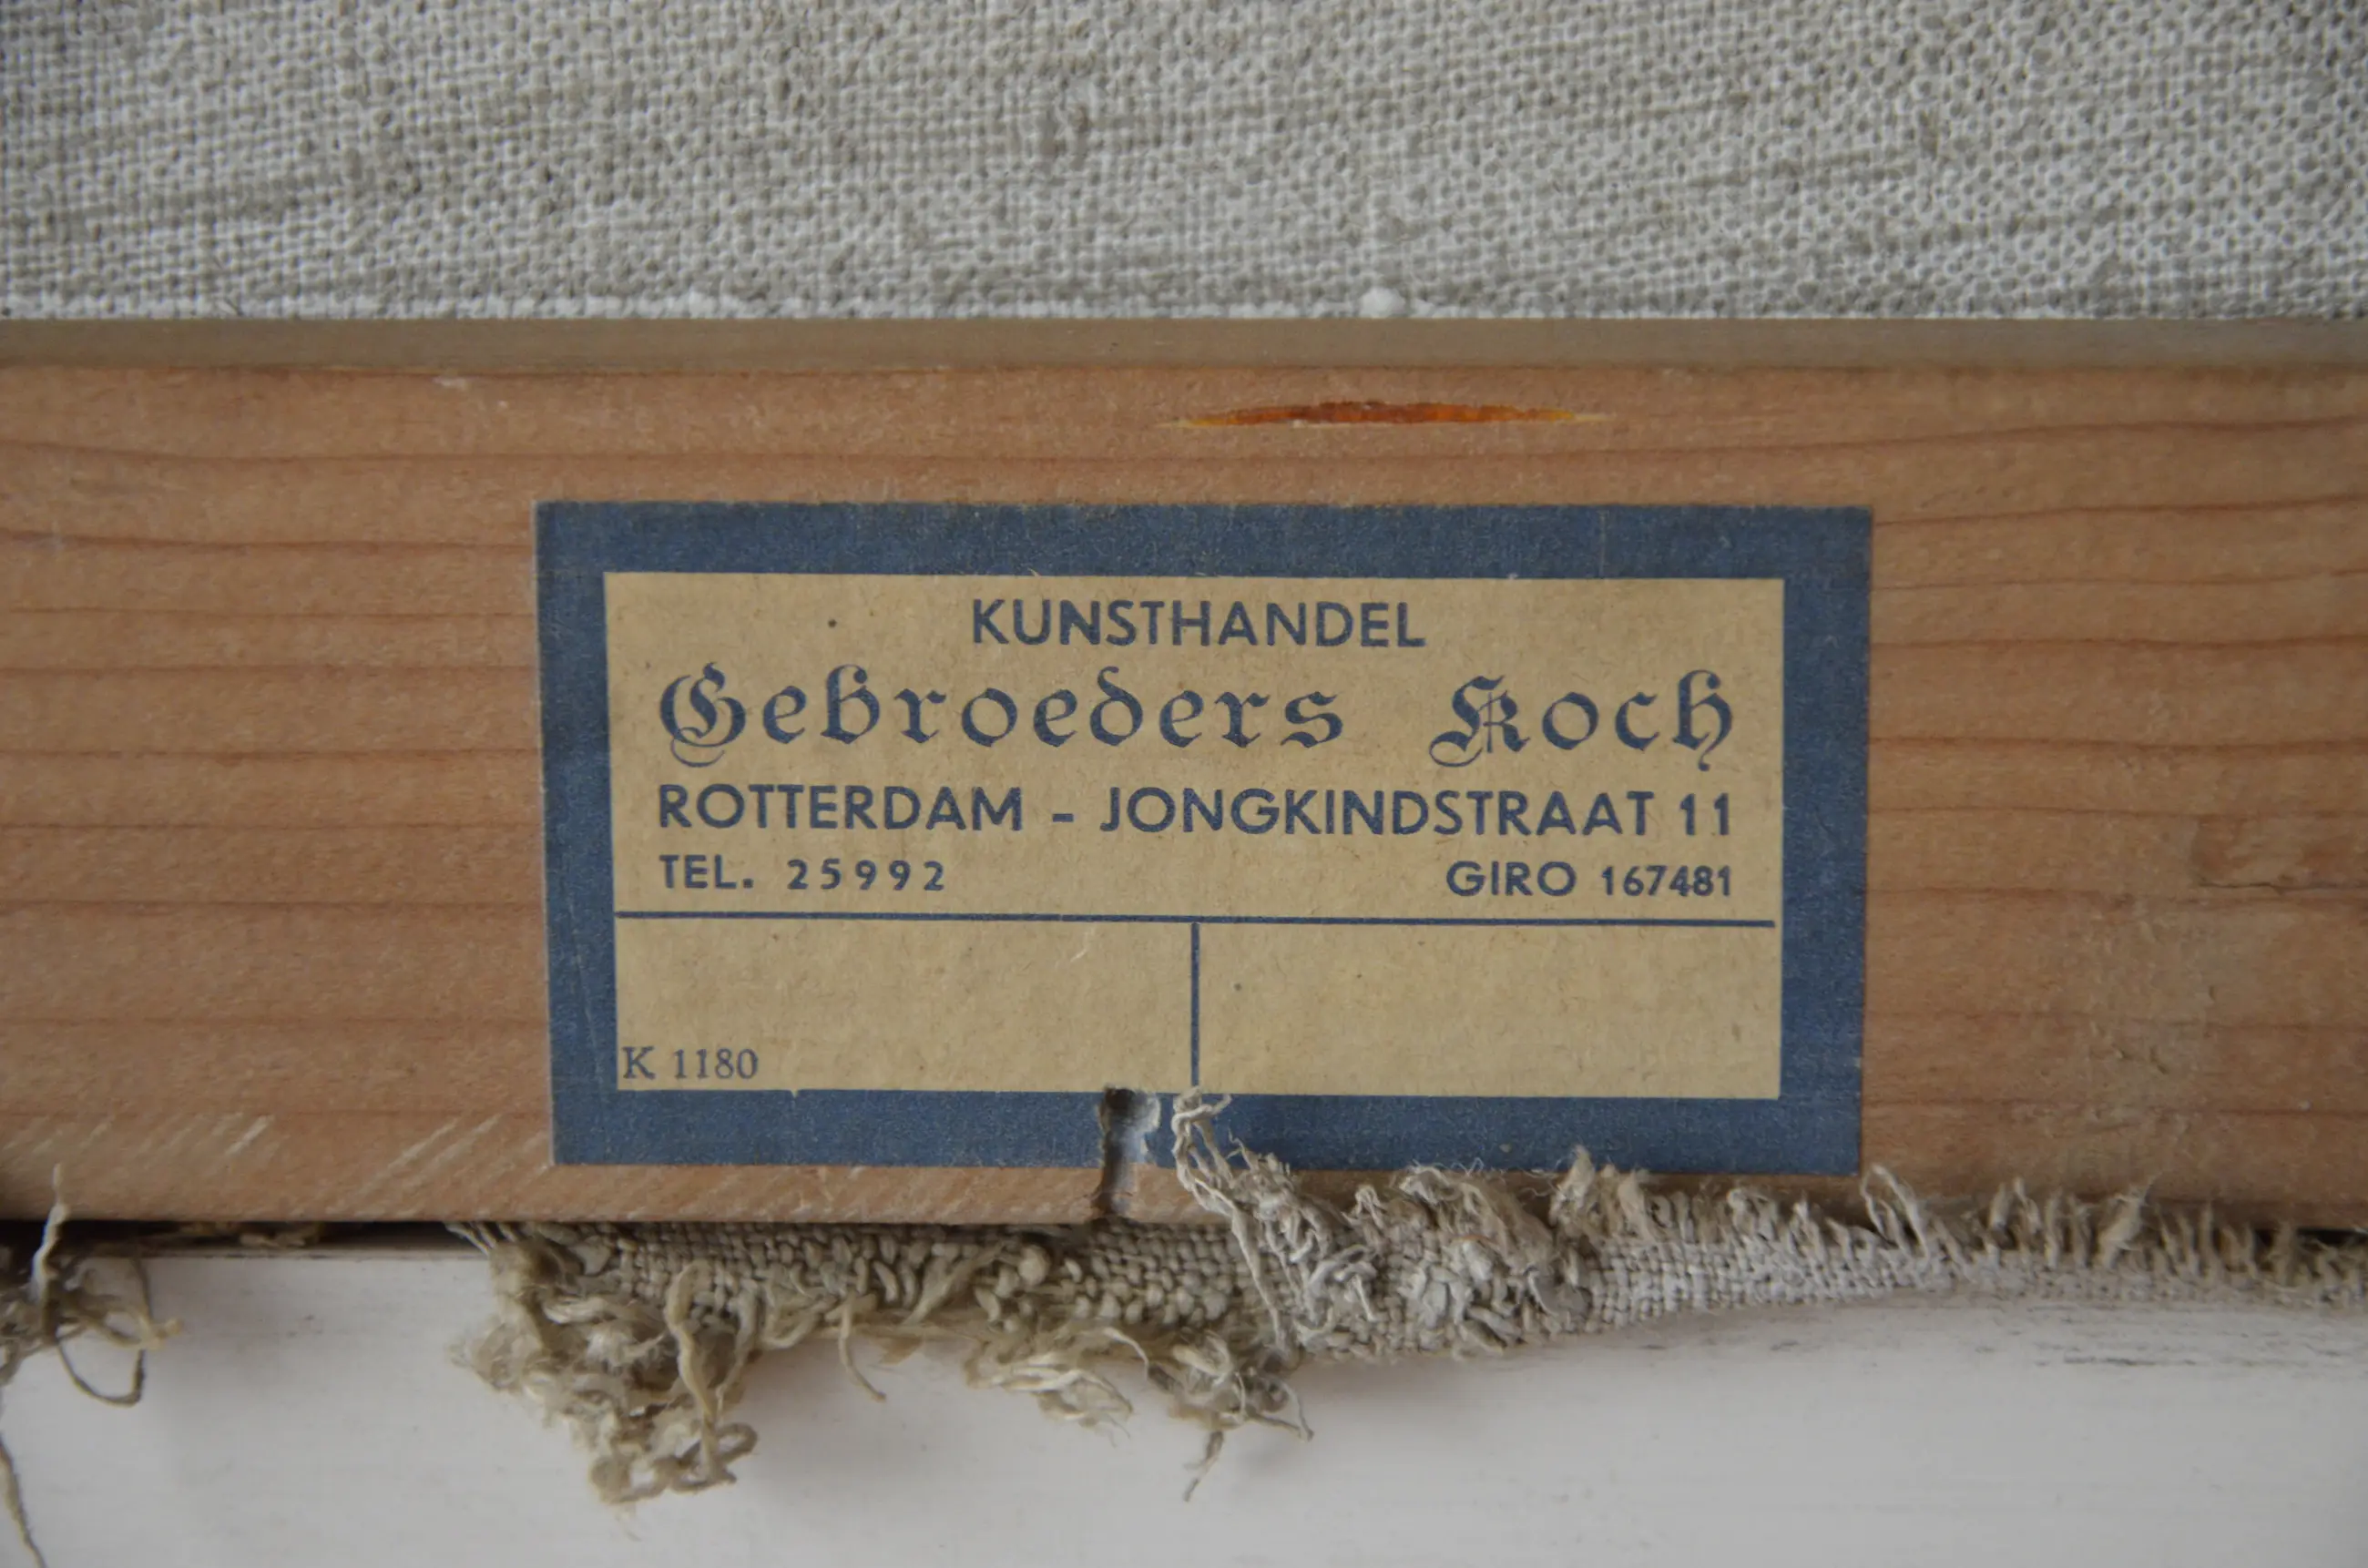 KUNSTHANDEL
Gebroeders Koch
ROTTERDAM - JONGKINDSTRAAT 11
TEL. 25992 GIRO 167481
K 1180